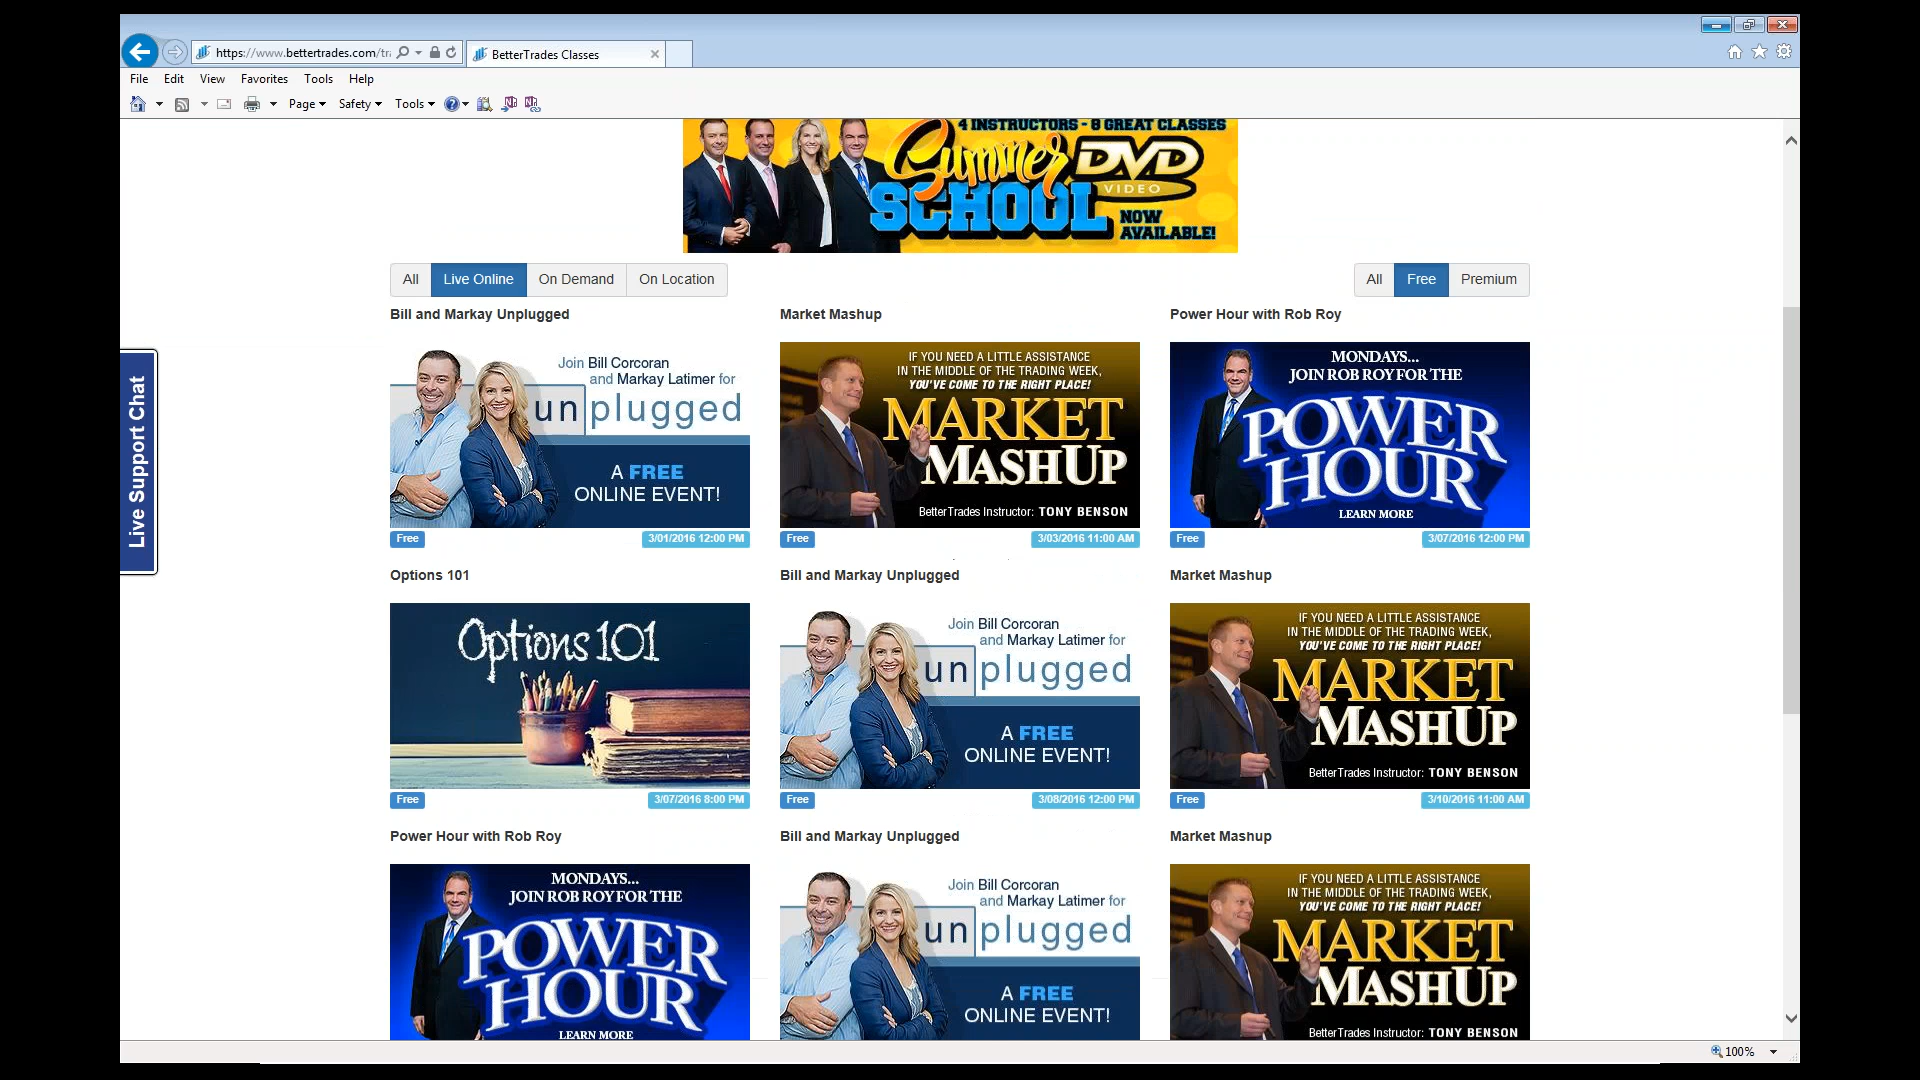 https://www.bettertrades.com/tr
BetterTrades Classes
File Edit View Favorites Tools Help
Page Safety Tools
4 INSTRUCTORS - 8 GREAT CLASSES
Summer DVD
VIDEO
SCHOOL NOW
AVAILABLE!
All Live Online On Demand On Location
All Free Premium
Live Support Chat
Bill and Markay Unplugged
Join Bill Corcoran
and Markay Latimer for
unplugged
A FREE
ONLINE EVENT!
Free 3/01/2016 12:00 PM
Market Mashup
IF YOU NEED A LITTLE ASSISTANCE
IN THE MIDDLE OF THE TRADING WEEK,
YOU'VE COME TO THE RIGHT PLACE!
MARKET
MASHUP
BetterTrades Instructor: TONY BENSON
Free 3/03/2016 11:00 AM
Power Hour with Rob Roy
MONDAYS...
JOIN ROB ROY FOR THE
POWER
HOUR
LEARN MORE
Free 3/07/2016 12:00 PM
Options 101
Options 101
Free 3/07/2016 8:00 PM
Bill and Markay Unplugged
Join Bill Corcoran
and Markay Latimer for
unplugged
A FREE
ONLINE EVENT!
Free 3/08/2016 12:00 PM
Market Mashup
IF YOU NEED A LITTLE ASSISTANCE
IN THE MIDDLE OF THE TRADING WEEK,
YOU'VE COME TO THE RIGHT PLACE!
MARKET
MASHUP
BetterTrades Instructor: TONY BENSON
Free 3/10/2016 11:00 AM
Power Hour with Rob Roy
MONDAYS...
JOIN ROB ROY FOR THE
POWER
HOUR
LEARN MORE
Bill and Markay Unplugged
Join Bill Corcoran
and Markay Latimer for
unplugged
A FREE
ONLINE EVENT!
Market Mashup
IF YOU NEED A LITTLE ASSISTANCE
IN THE MIDDLE OF THE TRADING WEEK,
YOU'VE COME TO THE RIGHT PLACE!
MARKET
MASHUP
BetterTrades Instructor: TONY BENSON
100%